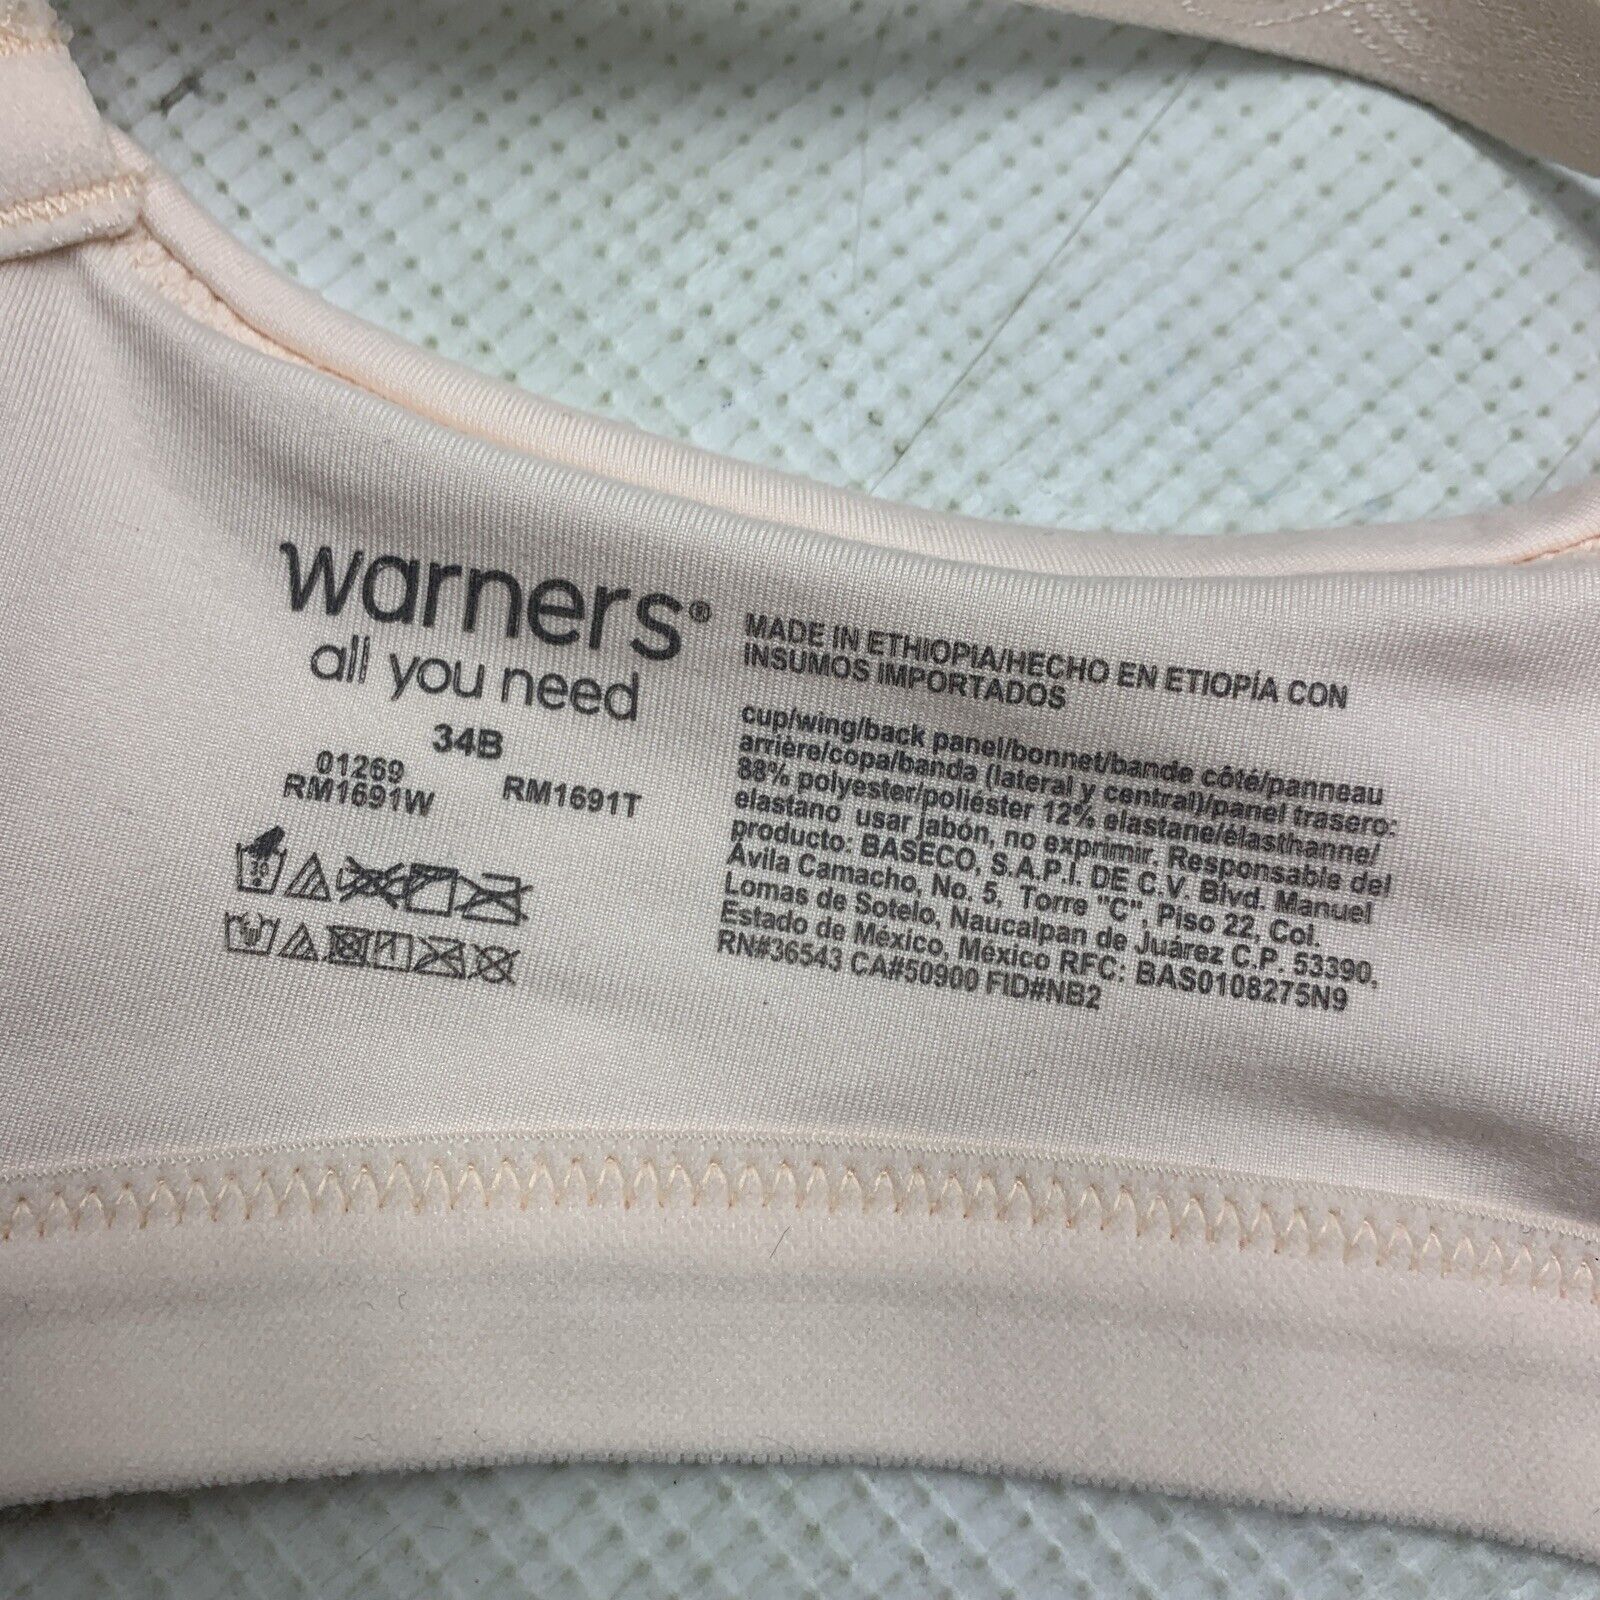 warners®
all you need
34B
01269
RM1691W RM1691T
30
MADE IN ETHIOPIA/HECHO EN ETIOPÍA CON
INSUMOS IMPORTADOS
cup/wing/back panel/bonnet/bande côté/panneau
arrière/copa/banda (lateral y central)/panel trasero:
88% polyester/poliéster 12% elastane/élasthanne/
elastano usar jabón, no exprimir. Responsable del
producto: BASECO, S.A.P.I. DE C.V. Blvd. Manuel
Ávila Camacho, No. 5, Torre "C", Piso 22, Col.
Lomas de Sotelo, Naucalpan de Juárez C.P. 53390,
Estado de México, México RFC: BAS0108275N9
RN#36543 CA#50900 FID#NB2